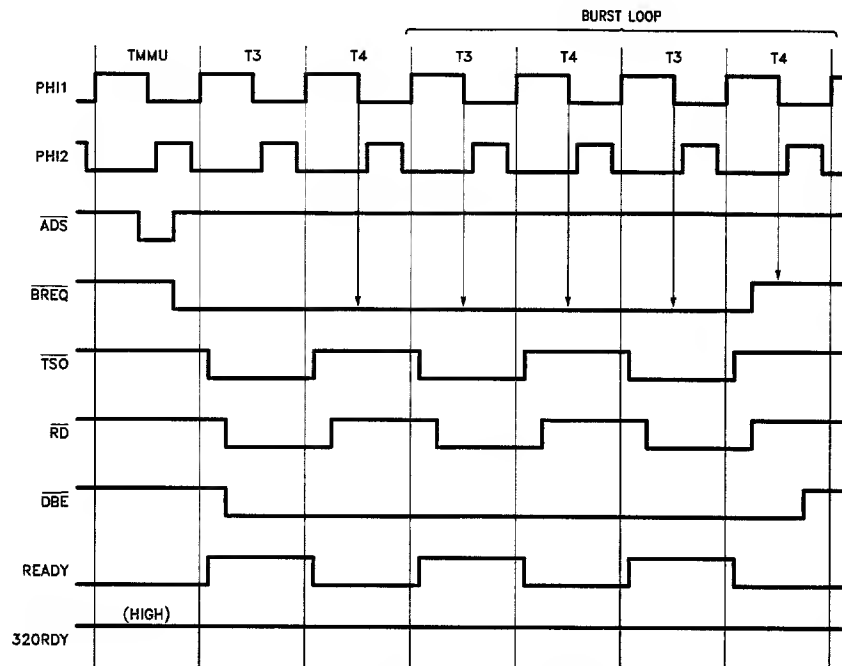 BURST LOOP
TMMU T3 T4 T3 T4 T3 T4
PHI1
PHI2
ADS
BREQ
TSO
RD
DBE
READY
(HIGH)
320RDY